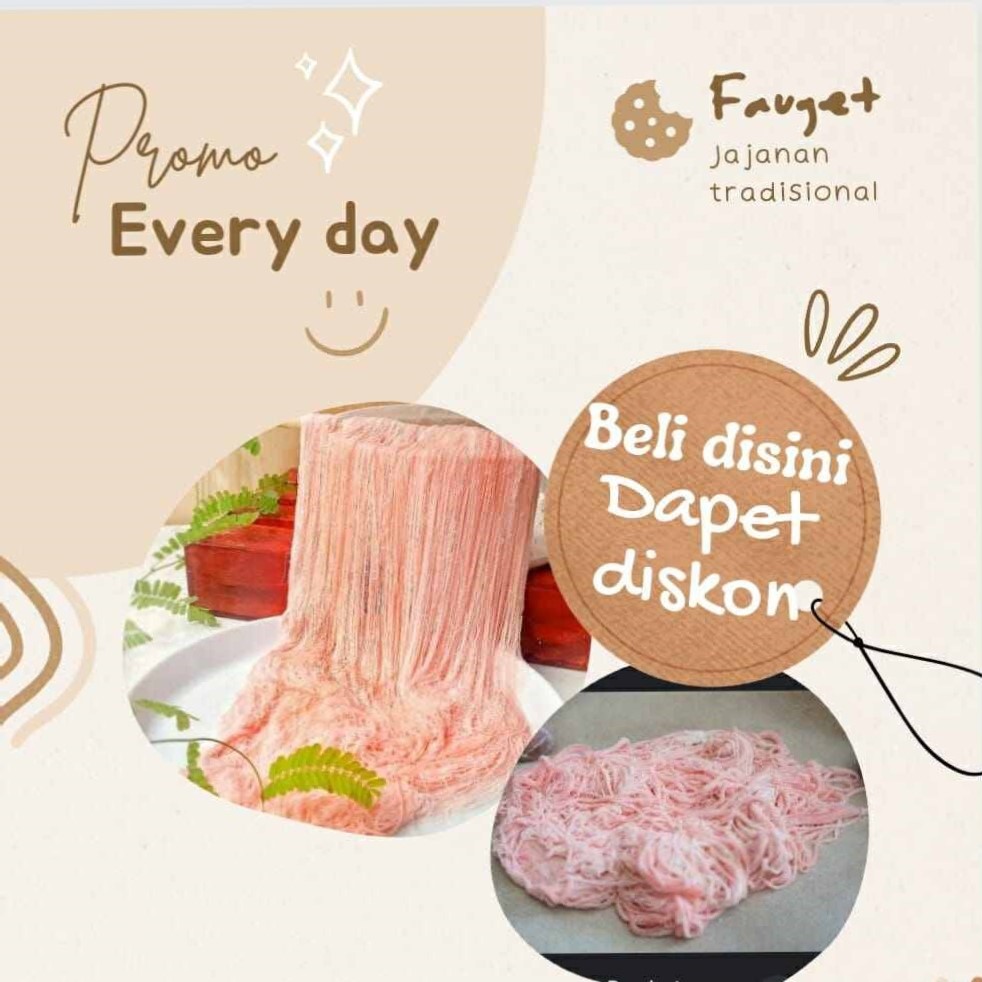 Promo
Every day
Fauget
Jajanan
tradisional
Beli disini
Dapet
diskon